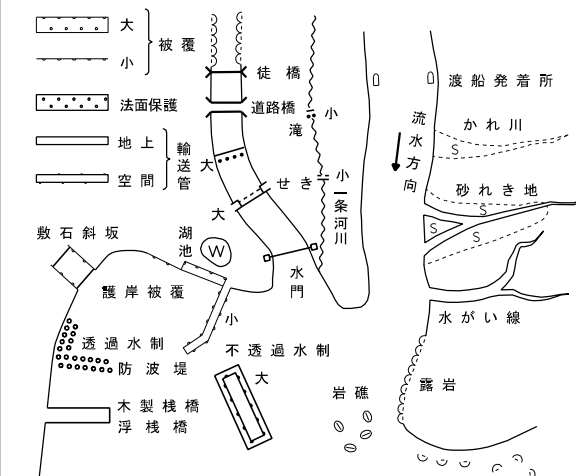 大
被覆
小
法面保護
地上
空間
輸送管
徒橋
道路橋
大
滝
小
せき
小
大
一条河川
水門
渡船発着所
流水方向
かれ川
S
砂れき地
S
S
S
水がい線
露岩
敷石斜坂
湖池
W
護岸被覆
小
透過水制
防波堤
不透過水制
大
木製桟橋
浮桟橋
岩礁